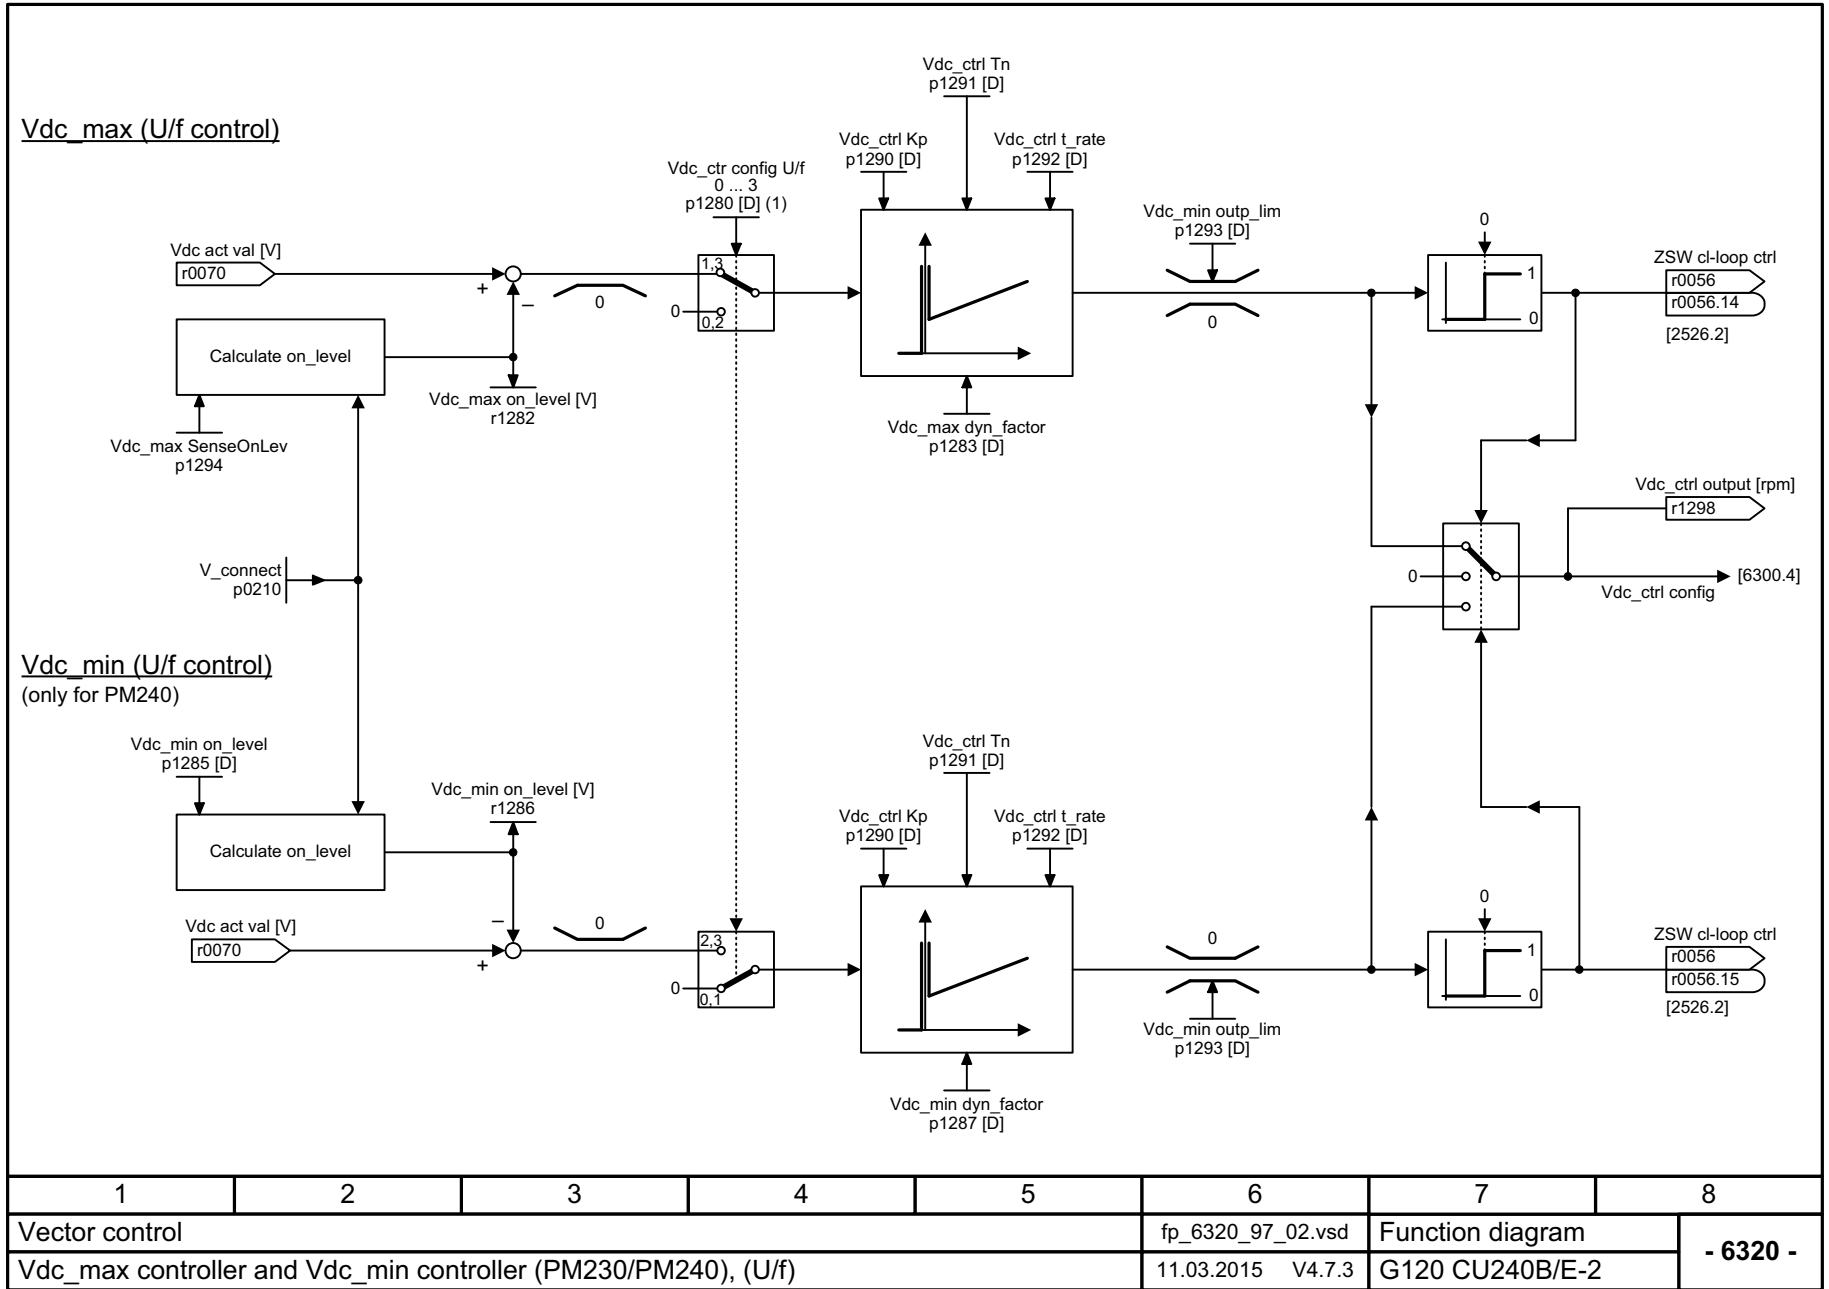 Vdc_max (U/f control)
Vdc_ctrl Tn
p1291 [D]
Vdc_ctrl Kp
p1290 [D]
Vdc_ctrl t_rate
p1292 [D]
Vdc_ctr config U/f
0 ... 3
p1280 [D] (1)
Vdc_min outp_lim
p1293 [D]
0
Vdc act val [V]
r0070
+
–
0
1,3
0
0,2
0
1
0
ZSW cl-loop ctrl
r0056
r0056.14
[2526.2]
Calculate on_level
Vdc_max on_level [V]
r1282
Vdc_max dyn_factor
p1283 [D]
Vdc_max SenseOnLev
p1294
Vdc_ctrl output [rpm]
r1298
V_connect
p0210
0
[6300.4]
Vdc_ctrl config
Vdc_min (U/f control)
(only for PM240)
Vdc_min on_level
p1285 [D]
Vdc_min on_level [V]
r1286
Vdc_ctrl Tn
p1291 [D]
Vdc_ctrl Kp
p1290 [D]
Vdc_ctrl t_rate
p1292 [D]
Calculate on_level
Vdc act val [V]
r0070
–
+
0
2,3
0
0,1
0
0
1
0
ZSW cl-loop ctrl
r0056
r0056.15
[2526.2]
Vdc_min outp_lim
p1293 [D]
Vdc_min dyn_factor
p1287 [D]
1 2 3 4 5 6 7 8
Vector control
fp_6320_97_02.vsd
Function diagram
- 6320 -
Vdc_max controller and Vdc_min controller (PM230/PM240), (U/f)
11.03.2015 V4.7.3
G120 CU240B/E-2